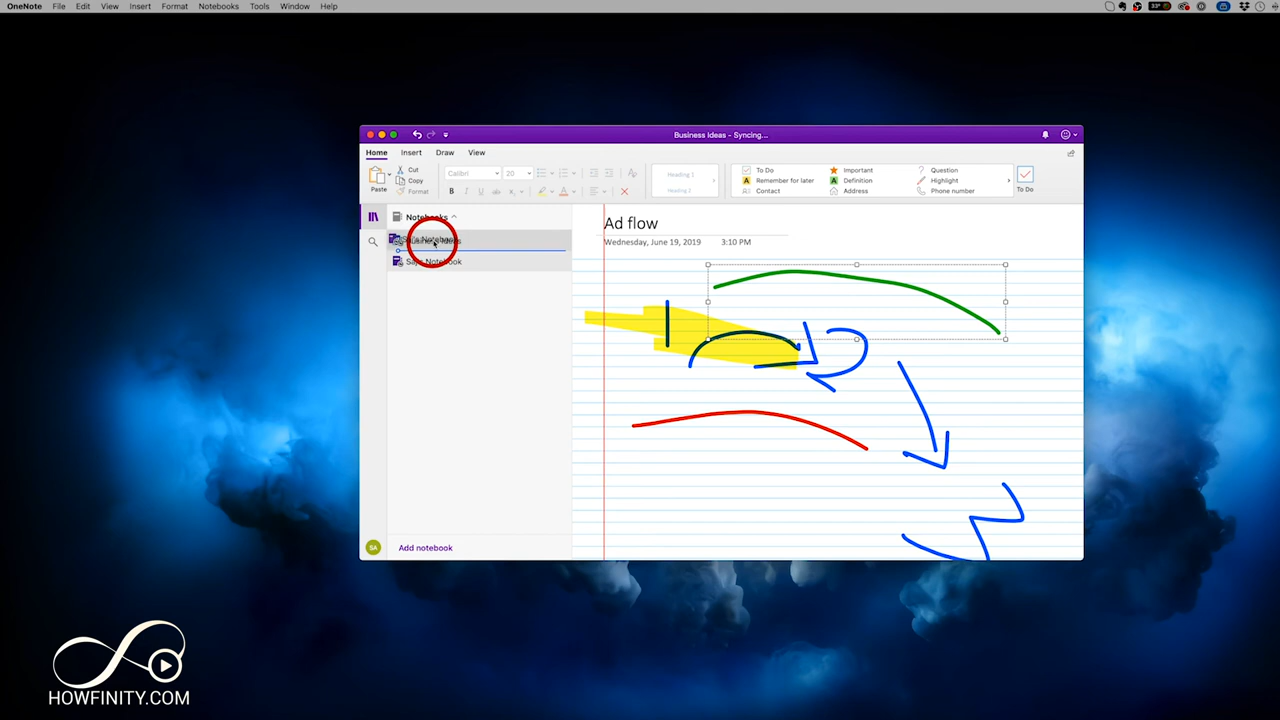 OneNote File Edit View Insert Format Notebooks Tools Window Help
33°
Business Ideas - Syncing...
Home Insert Draw View
Paste
Cut
Copy
Format
Calibri 20
B I U
Heading 1
Heading 2
To Do
Remember for later
Contact
Important
Definition
Address
Question
Highlight
Phone number
To Do
Notebooks
Saj's Notebook
Ad flow
Wednesday, June 19, 2019 3:10 PM
SA
Add notebook
HOWFINITY.COM